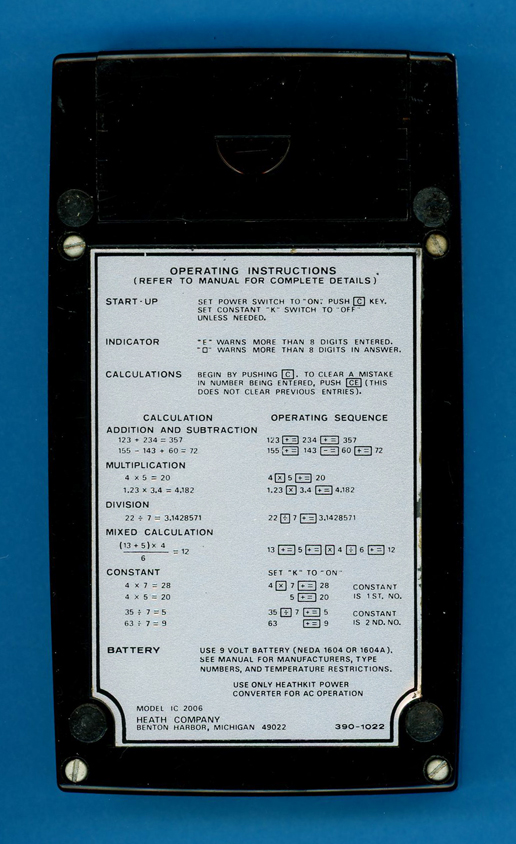 OPERATING INSTRUCTIONS
(REFER TO MANUAL FOR COMPLETE DETAILS)
START-UP SET POWER SWITCH TO "ON". PUSH C KEY.
SET CONSTANT "K" SWITCH TO "OFF"
UNLESS NEEDED.
INDICATOR "E" WARNS MORE THAN 8 DIGITS ENTERED.
"□" WARNS MORE THAN 8 DIGITS IN ANSWER.
CALCULATIONS BEGIN BY PUSHING C. TO CLEAR A MISTAKE
IN NUMBER BEING ENTERED, PUSH CE (THIS
DOES NOT CLEAR PREVIOUS ENTRIES).
CALCULATION OPERATING SEQUENCE
ADDITION AND SUBTRACTION
123 + 234 = 357 123 += 234 += 357
155 - 143 + 60 = 72 155 += 143 -= 60 += 72
MULTIPLICATION
4 x 5 = 20 4 x 5 += 20
1.23 x 3.4 = 4.182 1.23 x 3.4 += 4.182
DIVISION
22 ÷ 7 = 3.1428571 22 ÷ 7 += 3.1428571
MIXED CALCULATION
(13 + 5) x 4
6
= 12 13 += 5 += x 4 ÷ 6 += 12
CONSTANT SET "K" TO "ON"
4 x 7 = 28 4 x 7 += 28 CONSTANT
4 x 5 = 20 5 += 20 IS 1ST. NO.
35 ÷ 7 = 5 35 ÷ 7 += 5 CONSTANT
63 ÷ 7 = 9 63 += 9 IS 2ND. NO.
BATTERY USE 9 VOLT BATTERY (NEDA 1604 OR 1604A).
SEE MANUAL FOR MANUFACTURERS, TYPE
NUMBERS, AND TEMPERATURE RESTRICTIONS.
USE ONLY HEATHKIT POWER
CONVERTER FOR AC OPERATION
MODEL IC 2006
HEATH COMPANY
BENTON HARBOR, MICHIGAN 49022 390-1022